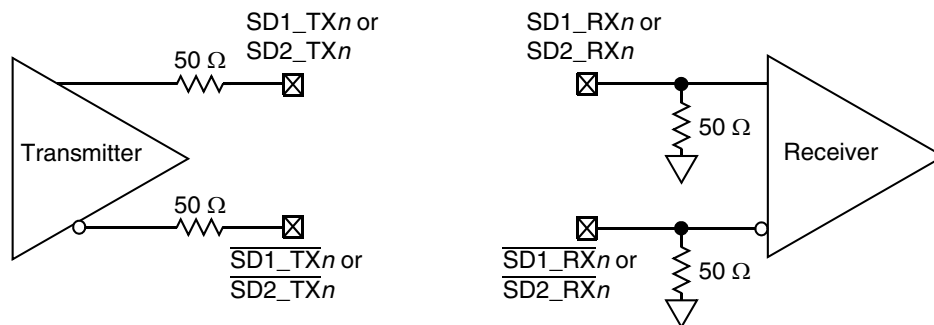 SD1_TXn or
SD2_TXn
50 Ω
Transmitter
50 Ω
SD1_TXn or
SD2_TXn
SD1_RXn or
SD2_RXn
50 Ω
Receiver
SD1_RXn or
SD2_RXn
50 Ω